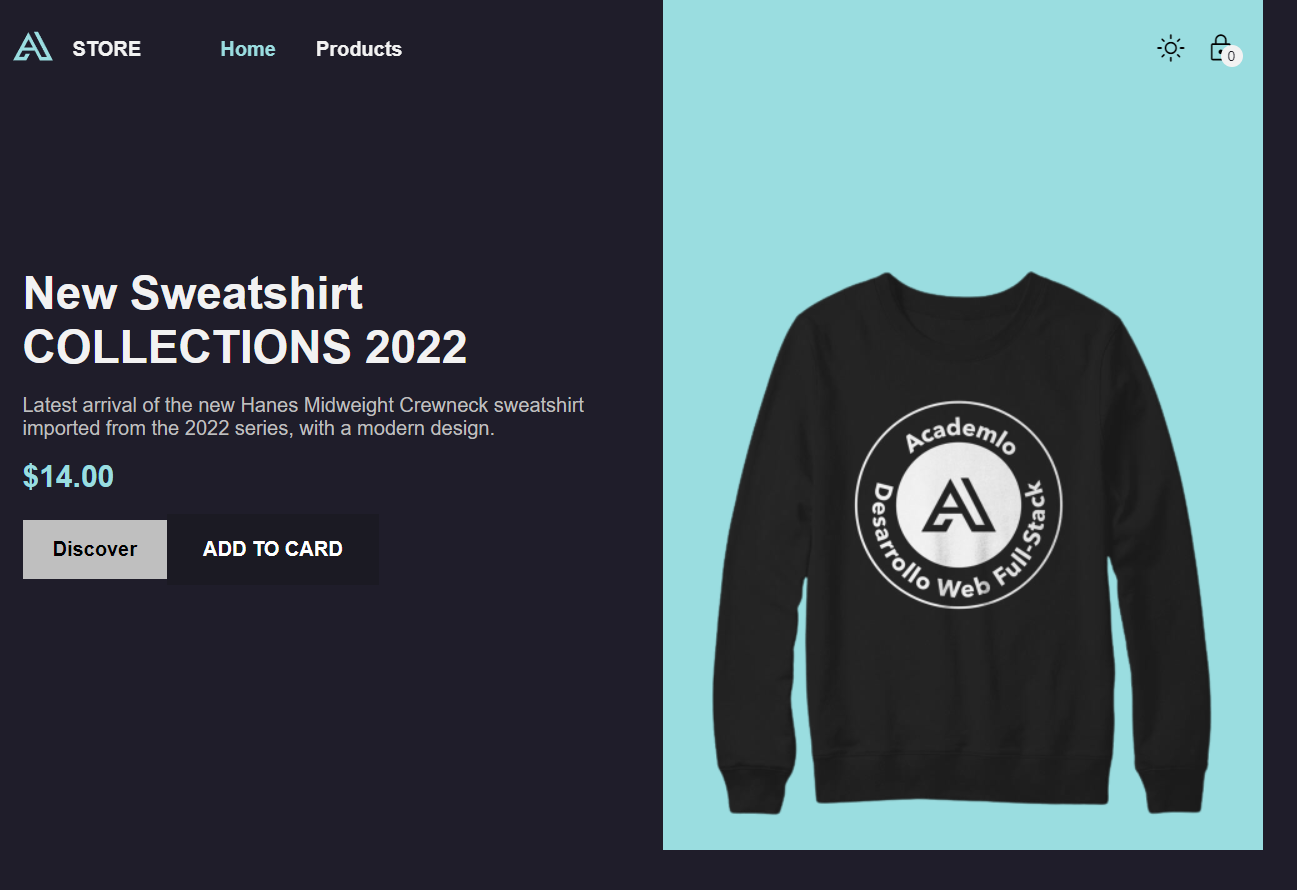 STORE
Home
Products
0
New Sweatshirt
COLLECTIONS 2022
Latest arrival of the new Hanes Midweight Crewneck sweatshirt
imported from the 2022 series, with a modern design.
$14.00
Discover
ADD TO CARD
Academlo
Desarrollo Web Full-Stack